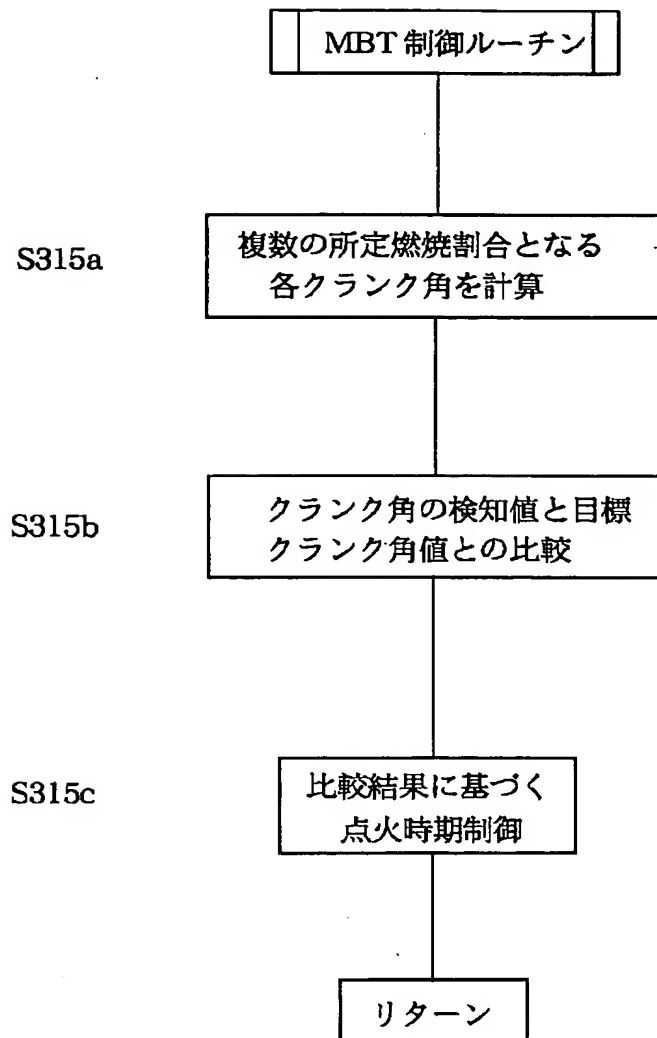 MBT 制御ルーチン
S315a
複数の所定燃焼割合となる
各クランク角を計算
S315b
クランク角の検知値と目標
クランク角値との比較
S315c
比較結果に基づく
点火時期制御
リターン